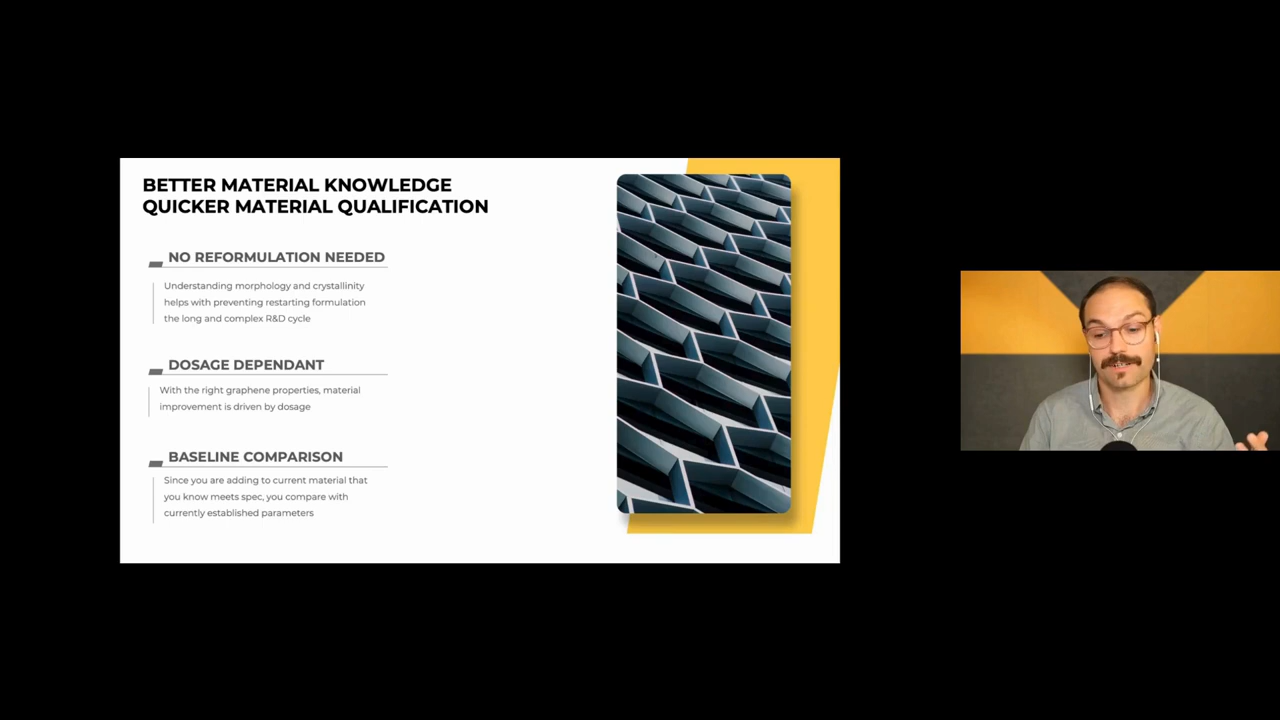 BETTER MATERIAL KNOWLEDGE
QUICKER MATERIAL QUALIFICATION
NO REFORMULATION NEEDED
Understanding morphology and crystallinity
helps with preventing restarting formulation
the long and complex R&D cycle
DOSAGE DEPENDANT
With the right graphene properties, material
improvement is driven by dosage
BASELINE COMPARISON
Since you are adding to current material that
you know meets spec, you compare with
currently established parameters